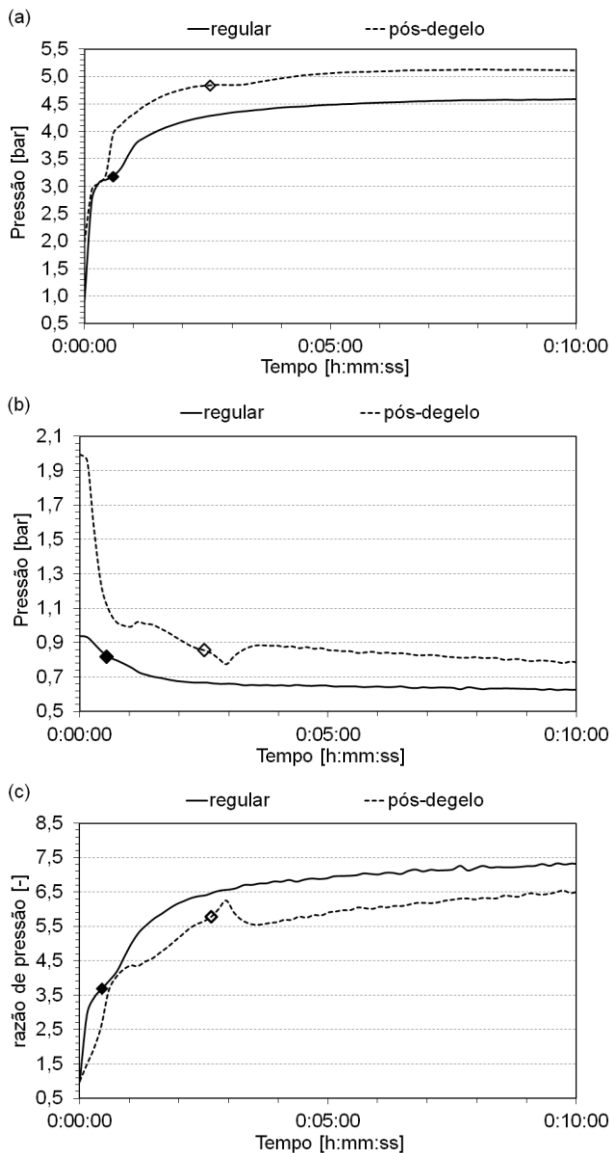 (a)
regular pós-degelo
5,5
5,0
4,5
4,0
3,5
3,0
2,5
2,0
1,5
1,0
0,5
Pressão [bar]
0:00:00 0:05:00 0:10:00
Tempo [h:mm:ss]
(b)
regular pós-degelo
2,1
1,9
1,7
1,5
1,3
1,1
0,9
0,7
0,5
Pressão [bar]
0:00:00 0:05:00 0:10:00
Tempo [h:mm:ss]
(c)
regular pós-degelo
8,5
7,5
6,5
5,5
4,5
3,5
2,5
1,5
0,5
razão de pressão [-]
0:00:00 0:05:00 0:10:00
Tempo [h:mm:ss]